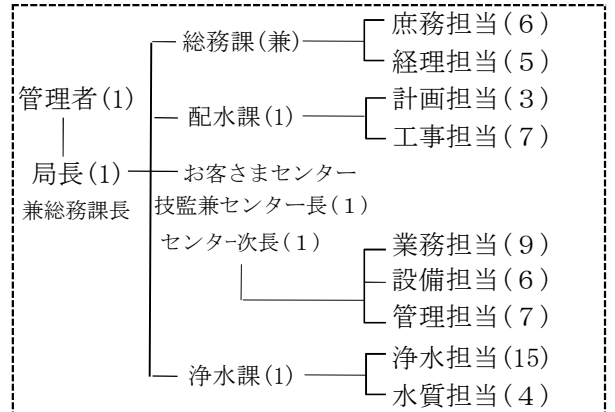 管理者(1)
局長(1)
兼総務課長
総務課(兼)
庶務担当(6)
経理担当(5)
配水課(1)
計画担当(3)
工事担当(7)
お客さまセンター
技監兼センター長(1)
センター次長(1)
業務担当(9)
設備担当(6)
管理担当(7)
浄水課(1)
浄水担当(15)
水質担当(4)